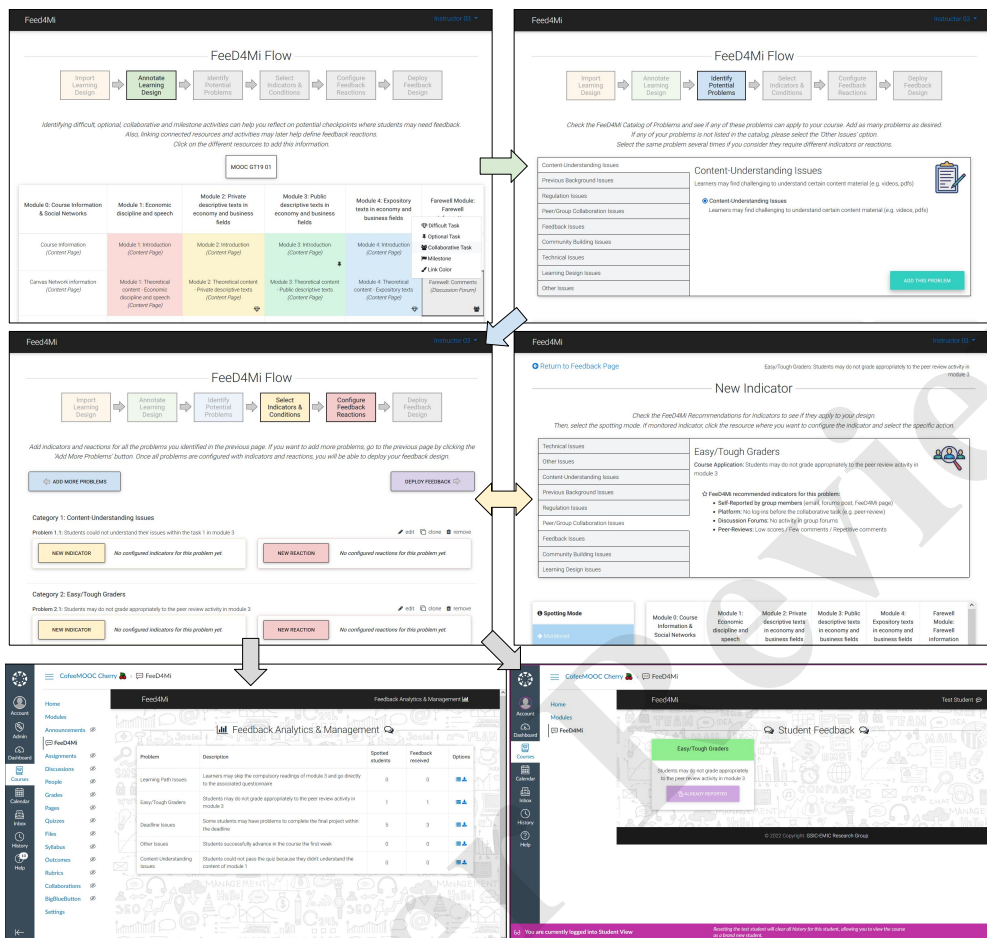 Feed4Mi
Instructor 03
FeeD4Mi Flow
Import Learning Design
Annotate Learning Design
Identify Potential Problems
Select Indicators & Conditions
Configure Feedback Reactions
Deploy Feedback Design
Identifying difficult, optional, collaborative and milestone activities can help you reflect on potential checkpoints where students may need feedback.
Also, linking connected resources and activities may later help define feedback reactions.
Click on the different resources to add this information.
MOOC GT19 01
Module 0: Course Information & Social Networks
Module 1: Economic discipline and speech
Module 2: Private descriptive texts in economy and business fields
Module 3: Public descriptive texts in economy and business fields
Module 4: Expository texts in economy and business fields
Farewell Module: Farewell
Difficult Task
Optional Task
Collaborative Task
Milestone
Link Color
Course Information (Content Page)
Module 1: Introduction (Content Page)
Module 2: Introduction (Content Page)
Module 3: Introduction (Content Page)
Module 4: Introduction (Content Page)
Canvas Network information (Content Page)
Module 1: Theoretical content - Economic discipline and speech (Content Page)
Module 2: Theoretical content - Private descriptive texts (Content Page)
Module 3: Theoretical content - Public descriptive texts (Content Page)
Module 4: Theoretical content - Expository texts (Content Page)
Farewell: Comments (Discussion Forum)
Feed4Mi
Instructor 03
FeeD4Mi Flow
Import Learning Design
Annotate Learning Design
Identify Potential Problems
Select Indicators & Conditions
Configure Feedback Reactions
Deploy Feedback Design
Check the FeeD4Mi Catalog of Problems and see if any of these problems can apply to your course. Add as many problems as desired.
If any of your problems is not listed in the catalog, please select the 'Other Issues' option.
Select the same problem several times if you consider they require different indicators or reactions.
Content-Understanding Issues
Previous Background Issues
Regulation Issues
Peer/Group Collaboration Issues
Feedback Issues
Community Building Issues
Technical Issues
Learning Design Issues
Other Issues
Content-Understanding Issues
Learners may find challenging to understand certain content material (e.g. videos, pdfs)
Content-Understanding Issues
Learners may find challenging to understand certain content material (e.g. videos, pdfs)
ADD THIS PROBLEM
Feed4Mi
Instructor 03
FeeD4Mi Flow
Import Learning Design
Annotate Learning Design
Identify Potential Problems
Select Indicators & Conditions
Configure Feedback Reactions
Deploy Feedback Design
Add indicators and reactions for all the problems you identified in the previous page. If you want to add more problems, go to the previous page by clicking the
'Add More Problems' button. Once all problems are configured with indicators and reactions, you will be able to deploy your feedback design.
ADD MORE PROBLEMS
DEPLOY FEEDBACK
Category 1: Content-Understanding Issues
Problem 1.1: Students could not understand their issues within the task 1 in module 3
edit clone remove
NEW INDICATOR
No configured indicators for this problem yet.
NEW REACTION
No configured reactions for this problem yet.
Category 2: Easy/Tough Graders
Problem 2.1: Students may do not grade appropriately to the peer review activity in module 3
edit clone remove
NEW INDICATOR
No configured indicators for this problem yet.
NEW REACTION
No configured reactions for this problem yet.
Feed4Mi
Instructor 03
Return to Feedback Page
Easy/Tough Graders: Students may do not grade appropriately to the peer review activity in
module 3
New Indicator
Check the FeeD4Mi Recommendations for Indicators to see if they apply to your design.
Then, select the spotting mode. If monitored indicator, click the resource where you want to configure the indicator and select the specific action.
Technical Issues
Other Issues
Content-Understanding Issues
Previous Background Issues
Regulation Issues
Peer/Group Collaboration Issues
Feedback Issues
Community Building Issues
Learning Design Issues
Easy/Tough Graders
Course Application: Students may do not grade appropriately to the peer review activity in
module 3
FeeD4Mi recommended indicators for this problem:
Self-Reported by group members (email, forums post, FeeD4Mi page)
Platform: No log-ins before the collaborative task (e.g. peer-review)
Discussion Forums: No activity in group forums
Peer-Reviews: Low scores / Few comments / Repetitive comments
Spotting Mode
Monitored
Module 0: Course Information & Social Networks
Module 1: Economic discipline and speech
Module 2: Private descriptive texts in economy and business fields
Module 3: Public descriptive texts in economy and business fields
Module 4: Expository texts in economy and business fields
Farewell Module: Farewell information
CofeeMOOC Cherry
FeeD4Mi
Account
Admin
Dashboard
Courses
Calendar
Inbox
History
Help
Home
Modules
Announcements
FeeD4Mi
Assignments
Discussions
People
Grades
Pages
Quizzes
Files
Syllabus
Outcomes
Rubrics
Collaborations
BigBlueButton
Settings
Feed4Mi
Feedback Analytics & Management
Feedback Analytics & Management
Problem Description Spotted students Feedback received Options
Learning Path Issues Learners may skip the compulsory readings of module 3 and go directly to the associated questionnaire 0 0
Easy/Tough Graders Students may do not grade appropriately to the peer review activity in module 3 1 1
Deadline Issues Some students may have problems to complete the final project within the deadline 5 3
Other Issues Students successfully advance in the course the first week 0 0
Content-Understanding Issues Students could not pass the quiz because they didn't understand the content of module 1 0 0
CofeeMOOC Cherry
FeeD4Mi
Account
Dashboard
Courses
Calendar
Inbox
History
Help
Home
Modules
FeeD4Mi
Feed4Mi
Test Student
Student Feedback
Easy/Tough Graders
Students may do not grade appropriately
to the peer review activity in module 3
ALREADY REPORTED
© 2022 Copyright: GSIC-EMIC Research Group
You are currently logged into Student View
Resetting the test student will clear all history for this student, allowing you to view the course
as a brand new student.